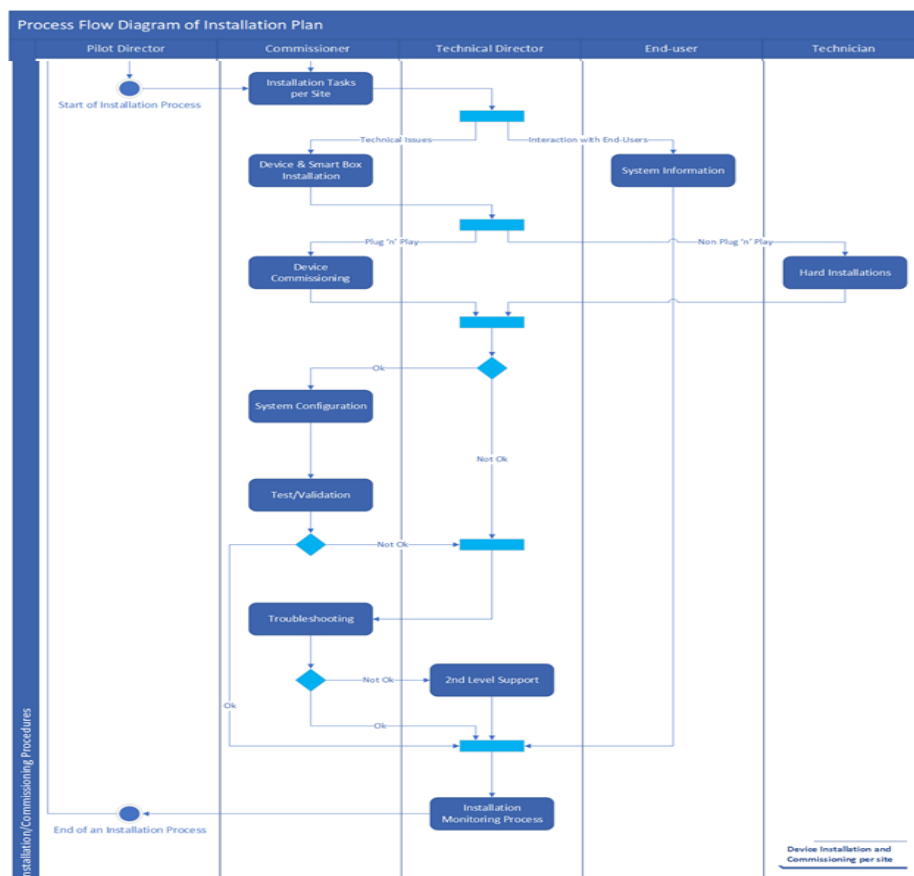 Process Flow Diagram of Installation Plan
Pilot Director
Commissioner
Technical Director
End-user
Technician
Installation Tasks
per Site
Start of Installation Process
Technical Issues
Interaction with End-Users
Device & Smart Box
Installation
System Information
Plug 'n' Play
Non Plug 'n' Play
Device
Commissioning
Hard Installations
Ok
System Configuration
Not Ok
Test/Validation
Not Ok
Troubleshooting
Not Ok
2nd Level Support
Ok
Ok
Installation
Monitoring Process
End of an Installation Process
Device Installation and
Commissioning per site
nstallation/Commissioning Procedures